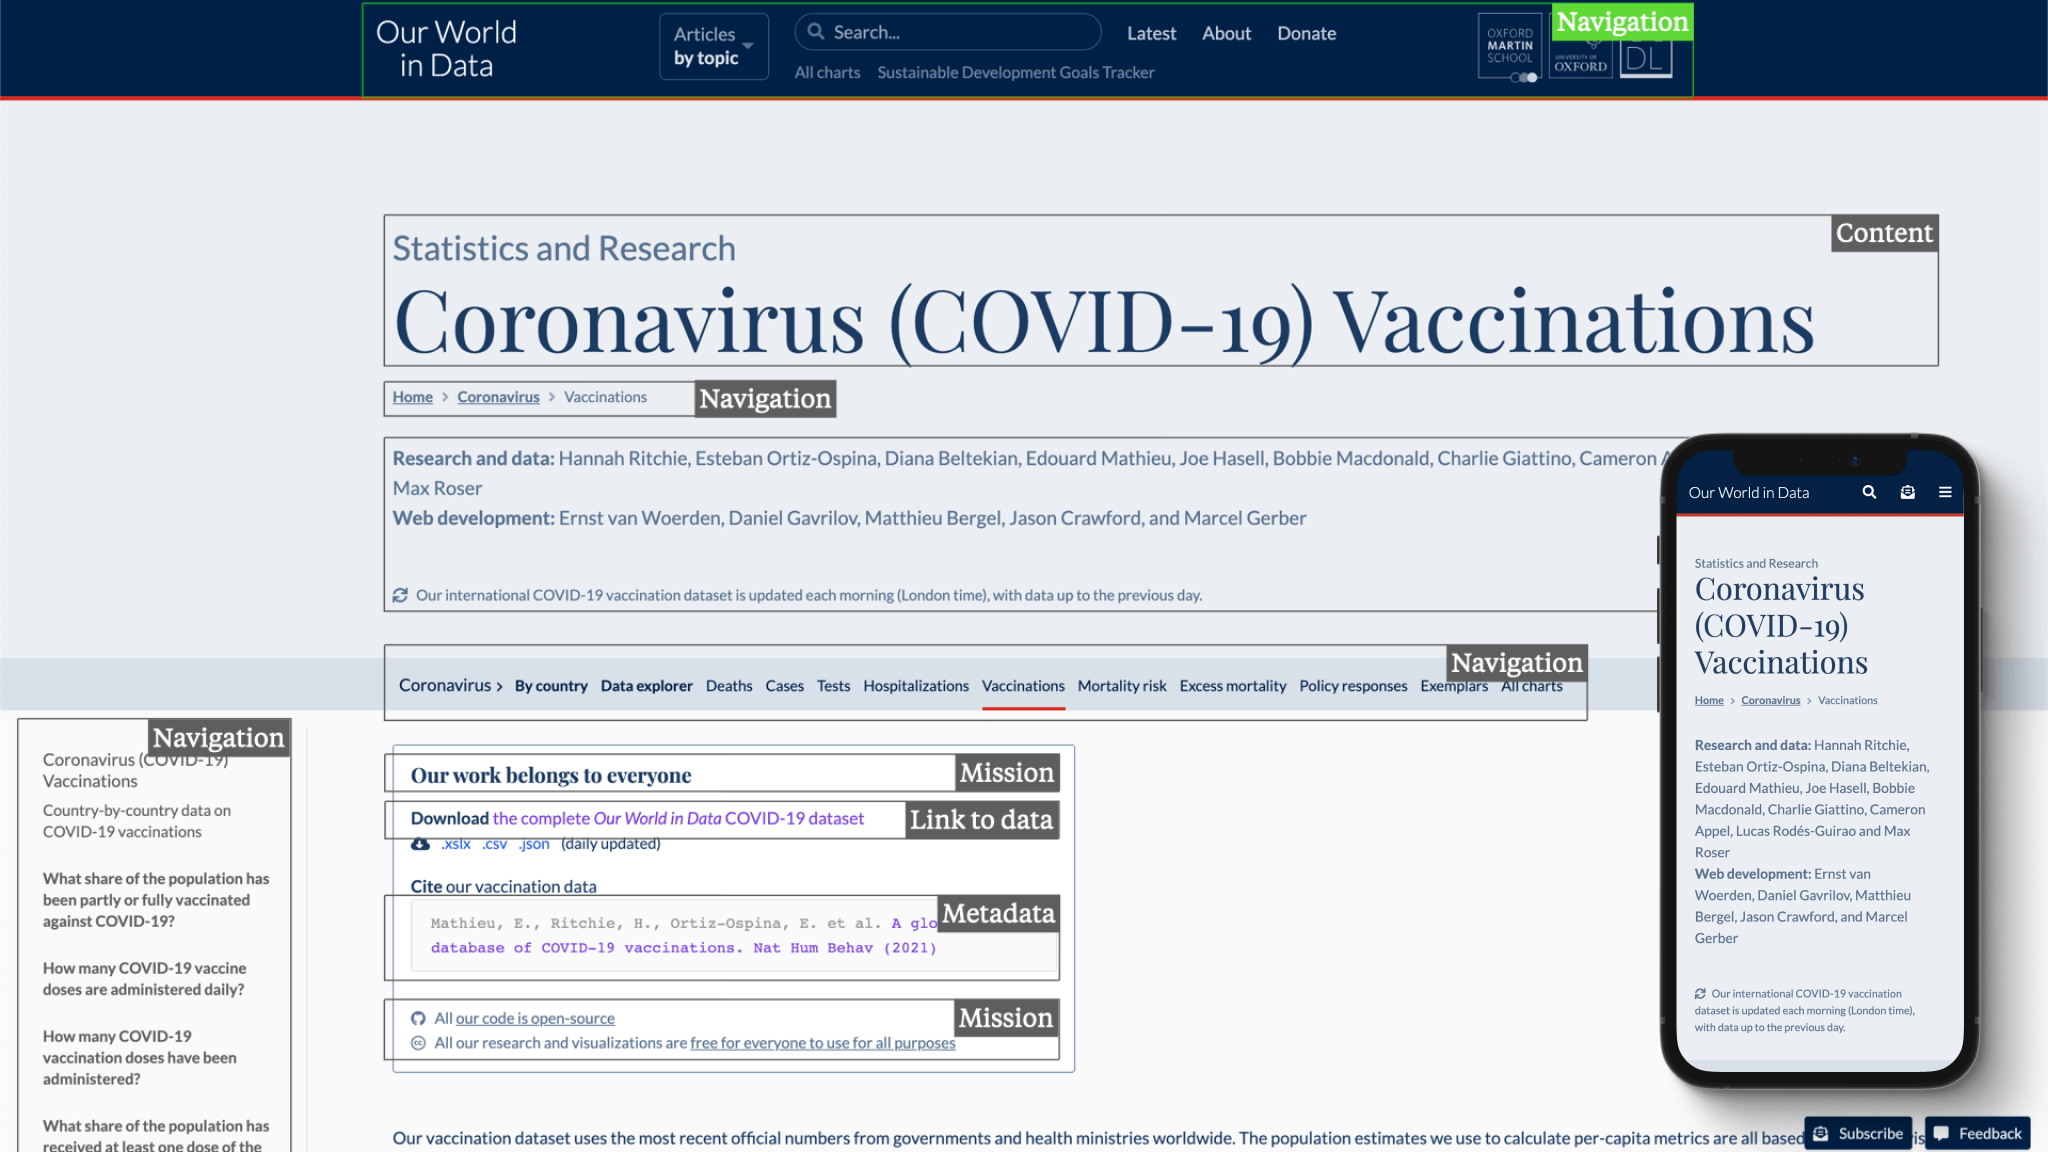 Our World
in Data
Articles
by topic
Search...
All charts
Sustainable Development Goals Tracker
Latest
About
Donate
OXFORD
MARTIN
SCHOOL
UNIVERSITY OF
OXFORD
DL
Navigation
Content
Statistics and Research
Coronavirus (COVID-19) Vaccinations
Home > Coronavirus > Vaccinations
Navigation
Research and data: Hannah Ritchie, Esteban Ortiz-Ospina, Diana Beltekian, Edouard Mathieu, Joe Hasell, Bobbie Macdonald, Charlie Giattino, Cameron A
Max Roser
Web development: Ernst van Woerden, Daniel Gavrilov, Matthieu Bergel, Jason Crawford, and Marcel Gerber
Our international COVID-19 vaccination dataset is updated each morning (London time), with data up to the previous day.
Navigation
Coronavirus > By country Data explorer Deaths Cases Tests Hospitalizations Vaccinations Mortality risk Excess mortality Policy responses Exemplars All charts
Navigation
Coronavirus (COVID-19)
Vaccinations
Country-by-country data on
COVID-19 vaccinations
What share of the population has
been partly or fully vaccinated
against COVID-19?
How many COVID-19 vaccine
doses are administered daily?
How many COVID-19
vaccination doses have been
administered?
What share of the population has
received at least one dose of the
Our work belongs to everyone
Mission
Download the complete Our World in Data COVID-19 dataset
Link to data
.xslx .csv .json (daily updated)
Cite our vaccination data
Metadata
Mathieu, E., Ritchie, H., Ortiz-Ospina, E. et al. A glo
database of COVID-19 vaccinations. Nat Hum Behav (2021)
Mission
All our code is open-source
All our research and visualizations are free for everyone to use for all purposes
Our vaccination dataset uses the most recent official numbers from governments and health ministries worldwide. The population estimates we use to calculate per-capita metrics are all based
Our World in Data
Statistics and Research
Coronavirus
(COVID-19)
Vaccinations
Home > Coronavirus > Vaccinations
Research and data: Hannah Ritchie,
Esteban Ortiz-Ospina, Diana Beltekian,
Edouard Mathieu, Joe Hasell, Bobbie
Macdonald, Charlie Giattino, Cameron
Appel, Lucas Rodés-Guirao and Max
Roser
Web development: Ernst van
Woerden, Daniel Gavrilov, Matthieu
Bergel, Jason Crawford, and Marcel
Gerber
Our international COVID-19 vaccination
dataset is updated each morning (London time),
with data up to the previous day.
Subscribe
Feedback